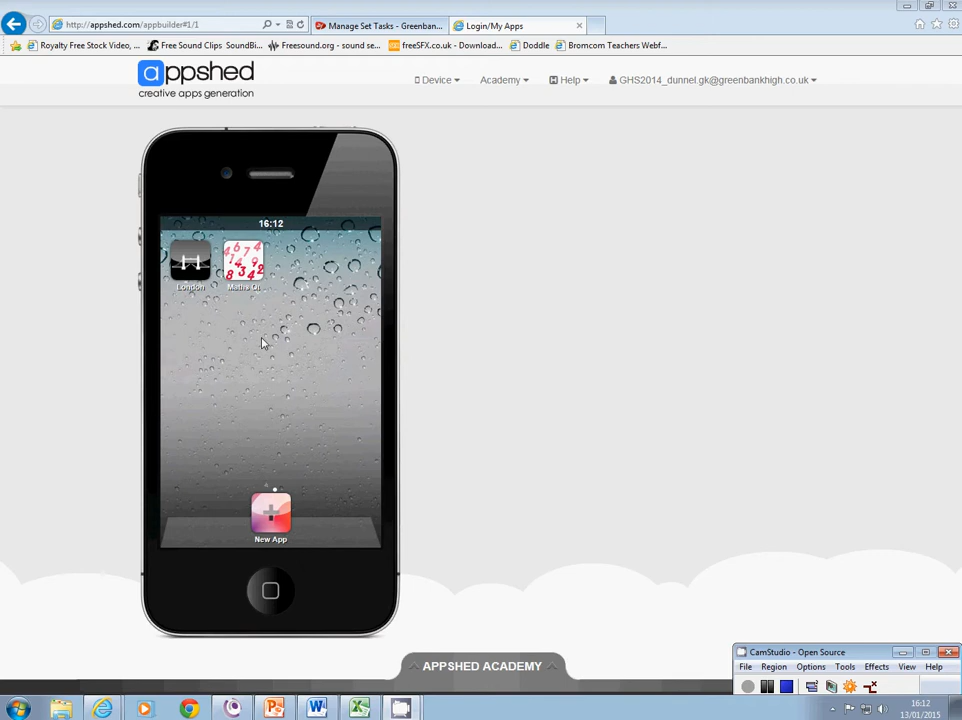 http://appshed.com/appbuilder#1/1
Manage Set Tasks - Greenban...
Login/My Apps
Royalty Free Stock Video, ...
Free Sound Clips SoundBi...
Freesound.org - sound se...
freeSFX.co.uk - Download...
Doddle
Bromcom Teachers Webf...
appshed
creative apps generation
Device
Academy
Help
GHS2014_dunnel.gk@greenbankhigh.co.uk
16:12
London
Maths Qu
New App
APPSHED ACADEMY
CamStudio - Open Source
File Region Options Tools Effects View Help
16:12
13/01/2015